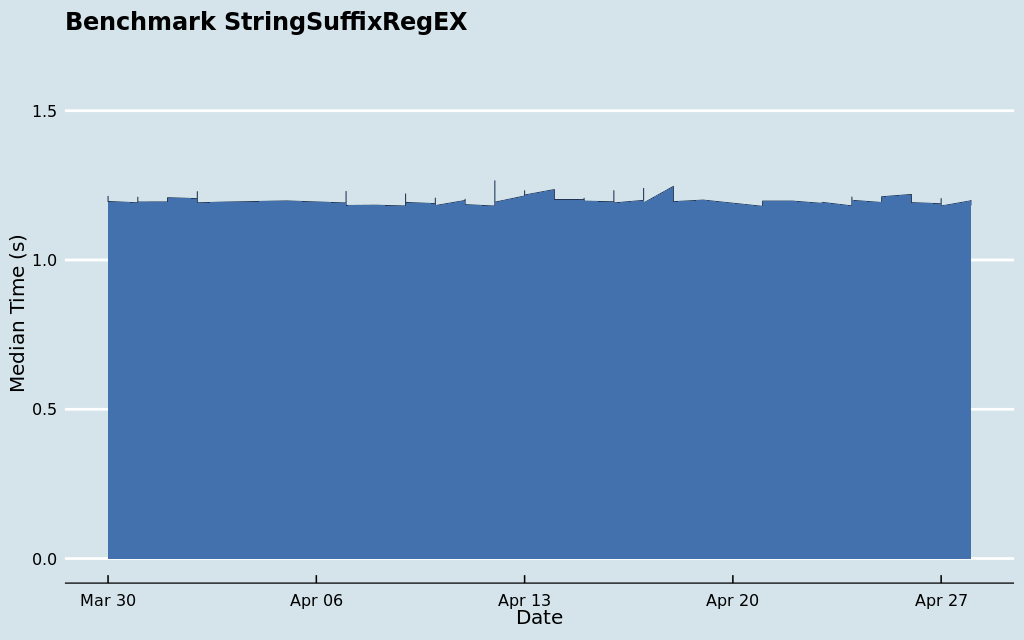 Benchmark StringSuffixRegEX
1.5
1.0
0.5
0.0
Median Time (s)
Mar 30
Apr 06
Apr 13
Apr 20
Apr 27
Date